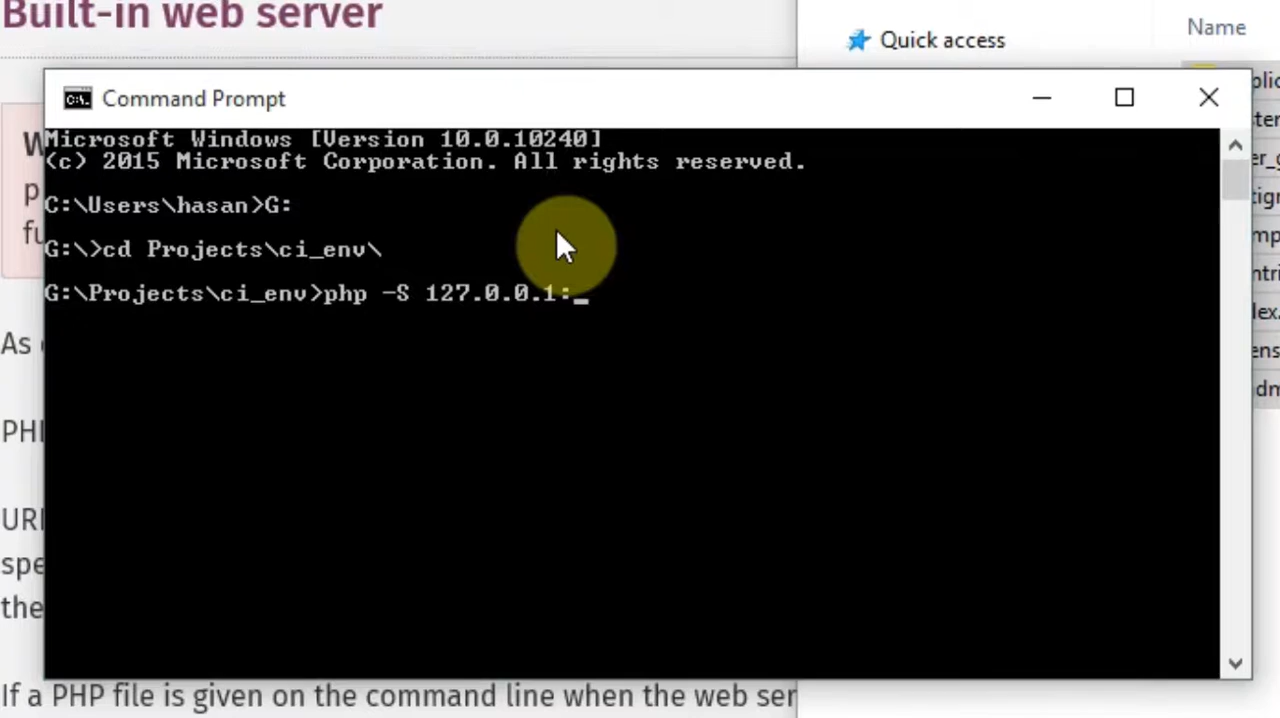 Built-in web server
Quick access
Name
Command Prompt
Microsoft Windows [Version 10.0.10240]
(c) 2015 Microsoft Corporation. All rights reserved.
C:\Users\hasan>G:
G:\>cd Projects\ci_env\
G:\Projects\ci_env>php -S 127.0.0.1:_
As
PH
URL
spe
the
If a PHP file is given on the command line when the web ser